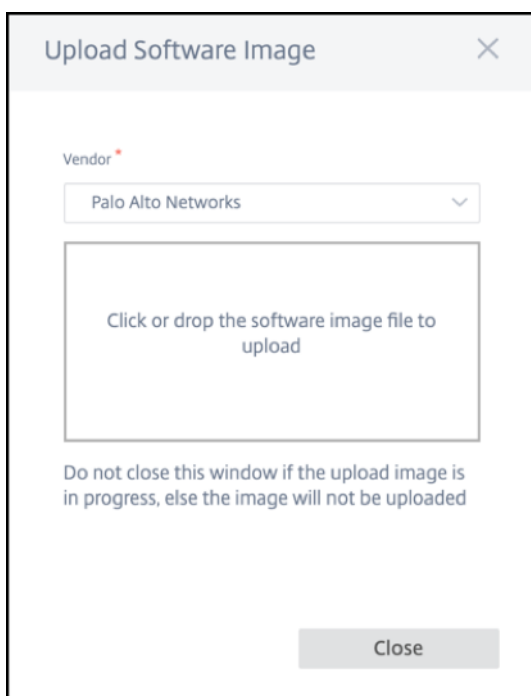 Upload Software Image
Vendor *
Palo Alto Networks
Click or drop the software image file to
upload
Do not close this window if the upload image is
in progress, else the image will not be uploaded
Close